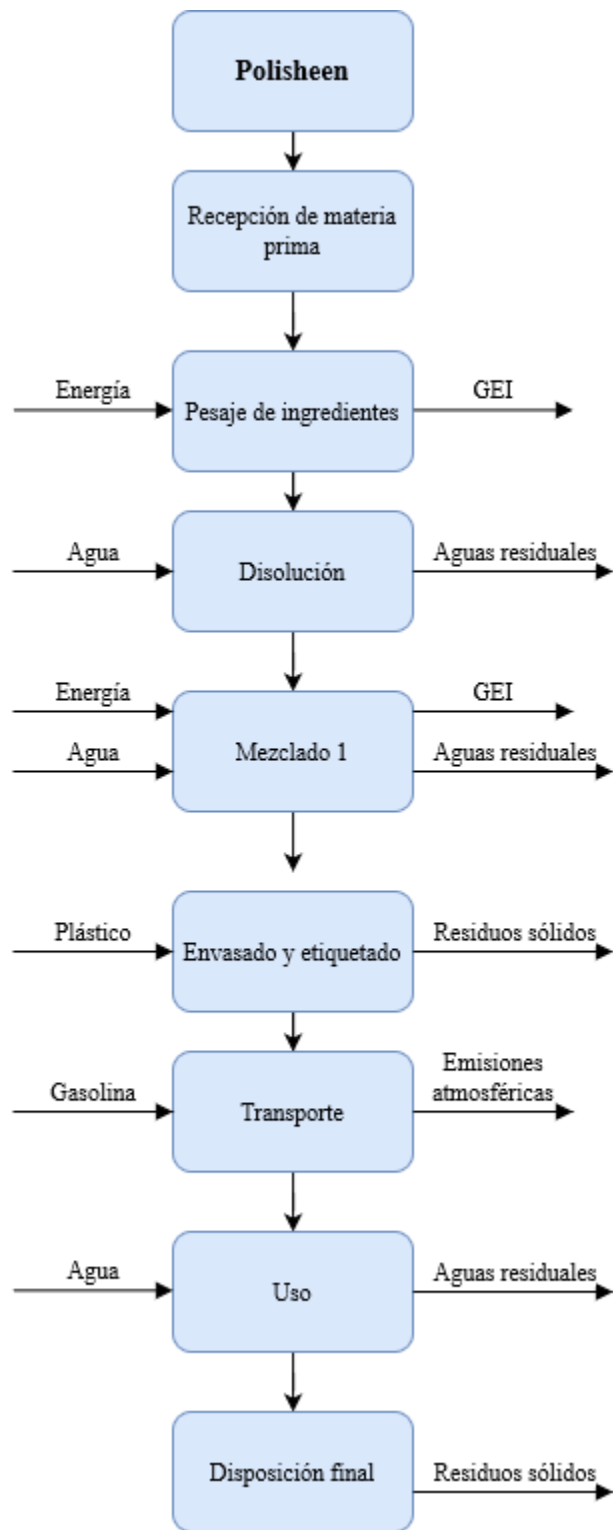 Polisheen
Recepción de materia
prima
Energía
Pesaje de ingredientes
GEI
Agua
Disolución
Aguas residuales
Energía
GEI
Agua
Mezclado 1
Aguas residuales
Plástico
Envasado y etiquetado
Residuos sólidos
Gasolina
Transporte
Emisiones
atmosféricas
Agua
Uso
Aguas residuales
Disposición final
Residuos sólidos